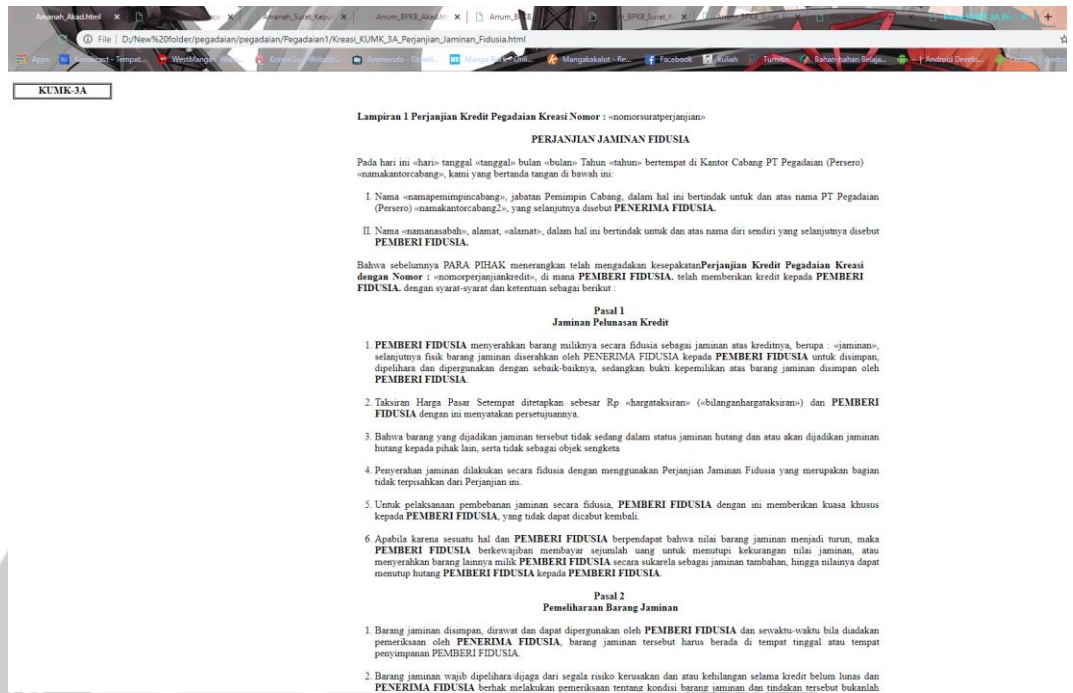 Amanah_Akad.html
Amanah_Surat_Keput
Arrum_BPKB_Akad.ht
File | D:/New%20folder/pegadaian/pegadaian/Pegadaian1/Kreasi_KUMK_3A_Perjanjian_Jaminan_Fidusia.html
Apps
Facebook
kuliah
Turnitin
KUMK-3A
Lampiran 1 Perjanjian Kredit Pegadaian Kreasi Nomor : «nomorsuratperjanjian»
PERJANJIAN JAMINAN FIDUSIA
Pada hari ini «hari» tanggal «tanggal» bulan «bulan» Tahun «tahun» bertempat di Kantor Cabang PT Pegadaian (Persero)
«namakantorcabang», kami yang bertanda tangan di bawah ini:
I. Nama «namapemimpincabang», jabatan Pemimpin Cabang, dalam hal ini bertindak untuk dan atas nama PT Pegadaian
(Persero) «namakantorcabang2», yang selanjutnya disebut PENERIMA FIDUSIA.
II. Nama «namanasabah», alamat, «alamat», dalam hal ini bertindak untuk dan atas nama diri sendiri yang selanjutnya disebut
PEMBERI FIDUSIA.
Bahwa sebelumnya PARA PIHAK menerangkan telah mengadakan kesepakatanPerjanjian Kredit Pegadaian Kreasi
dengan Nomor : «nomorperjanjiankredit», di mana PEMBERI FIDUSIA. telah memberikan kredit kepada PEMBERI
FIDUSIA. dengan syarat-syarat dan ketentuan sebagai berikut :
Pasal 1
Jaminan Pelunasan Kredit
1. PEMBERI FIDUSIA menyerahkan barang miliknya secara fidusia sebagai jaminan atas kreditnya, berupa : «jaminan»,
selanjutnya fisik barang jaminan diserahkan oleh PENERIMA FIDUSIA kepada PEMBERI FIDUSIA untuk disimpan,
dipelihara dan dipergunakan dengan sebaik-baiknya, sedangkan bukti kepemilikan atas barang jaminan disimpan oleh
PEMBERI FIDUSIA.
2. Taksiran Harga Pasar Setempat ditetapkan sebesar Rp «hargataksiran» («bilanganhargataksiran») dan PEMBERI
FIDUSIA dengan ini menyatakan persetujuannya.
3. Bahwa barang yang dijadikan jaminan tersebut tidak sedang dalam status jaminan hutang dan atau akan dijadikan jaminan
hutang kepada pihak lain, serta tidak sebagai objek sengketa
4. Penyerahan jaminan dilakukan secara fidusia dengan menggunakan Perjanjian Jaminan Fidusia yang merupakan bagian
tidak terpisahkan dari Perjanjian ini.
5. Untuk pelaksanaan pembebanan jaminan secara fidusia, PEMBERI FIDUSIA dengan ini memberikan kuasa khusus
kepada PEMBERI FIDUSIA, yang tidak dapat dicabut kembali.
6. Apabila karena sesuatu hal dan PEMBERI FIDUSIA berpendapat bahwa nilai barang jaminan menjadi turun, maka
PEMBERI FIDUSIA berkewajiban membayar sejumlah uang untuk menutupi kekurangan nilai jaminan, atau
menyerahkan barang lainnya milik PEMBERI FIDUSIA secara sukarela sebagai jaminan tambahan, hingga nilainya dapat
menutup hutang PEMBERI FIDUSIA kepada PEMBERI FIDUSIA.
Pasal 2
Pemeliharaan Barang Jaminan
1. Barang jaminan disimpan, dirawat dan dapat dipergunakan oleh PEMBERI FIDUSIA dan sewaktu-waktu bila diadakan
pemeriksaan oleh PENERIMA FIDUSIA, barang jaminan tersebut harus berada di tempat tinggal atau tempat
penyimpanan PEMBERI FIDUSIA.
2. Barang jaminan wajib dipelihara/dijaga dari segala risiko kerusakan dan atau kehilangan selama kredit belum lunas dan
PENERIMA FIDUSIA berhak melakukan pemeriksaan tentang kondisi barang jaminan dan tindakan tersebut bukanlah